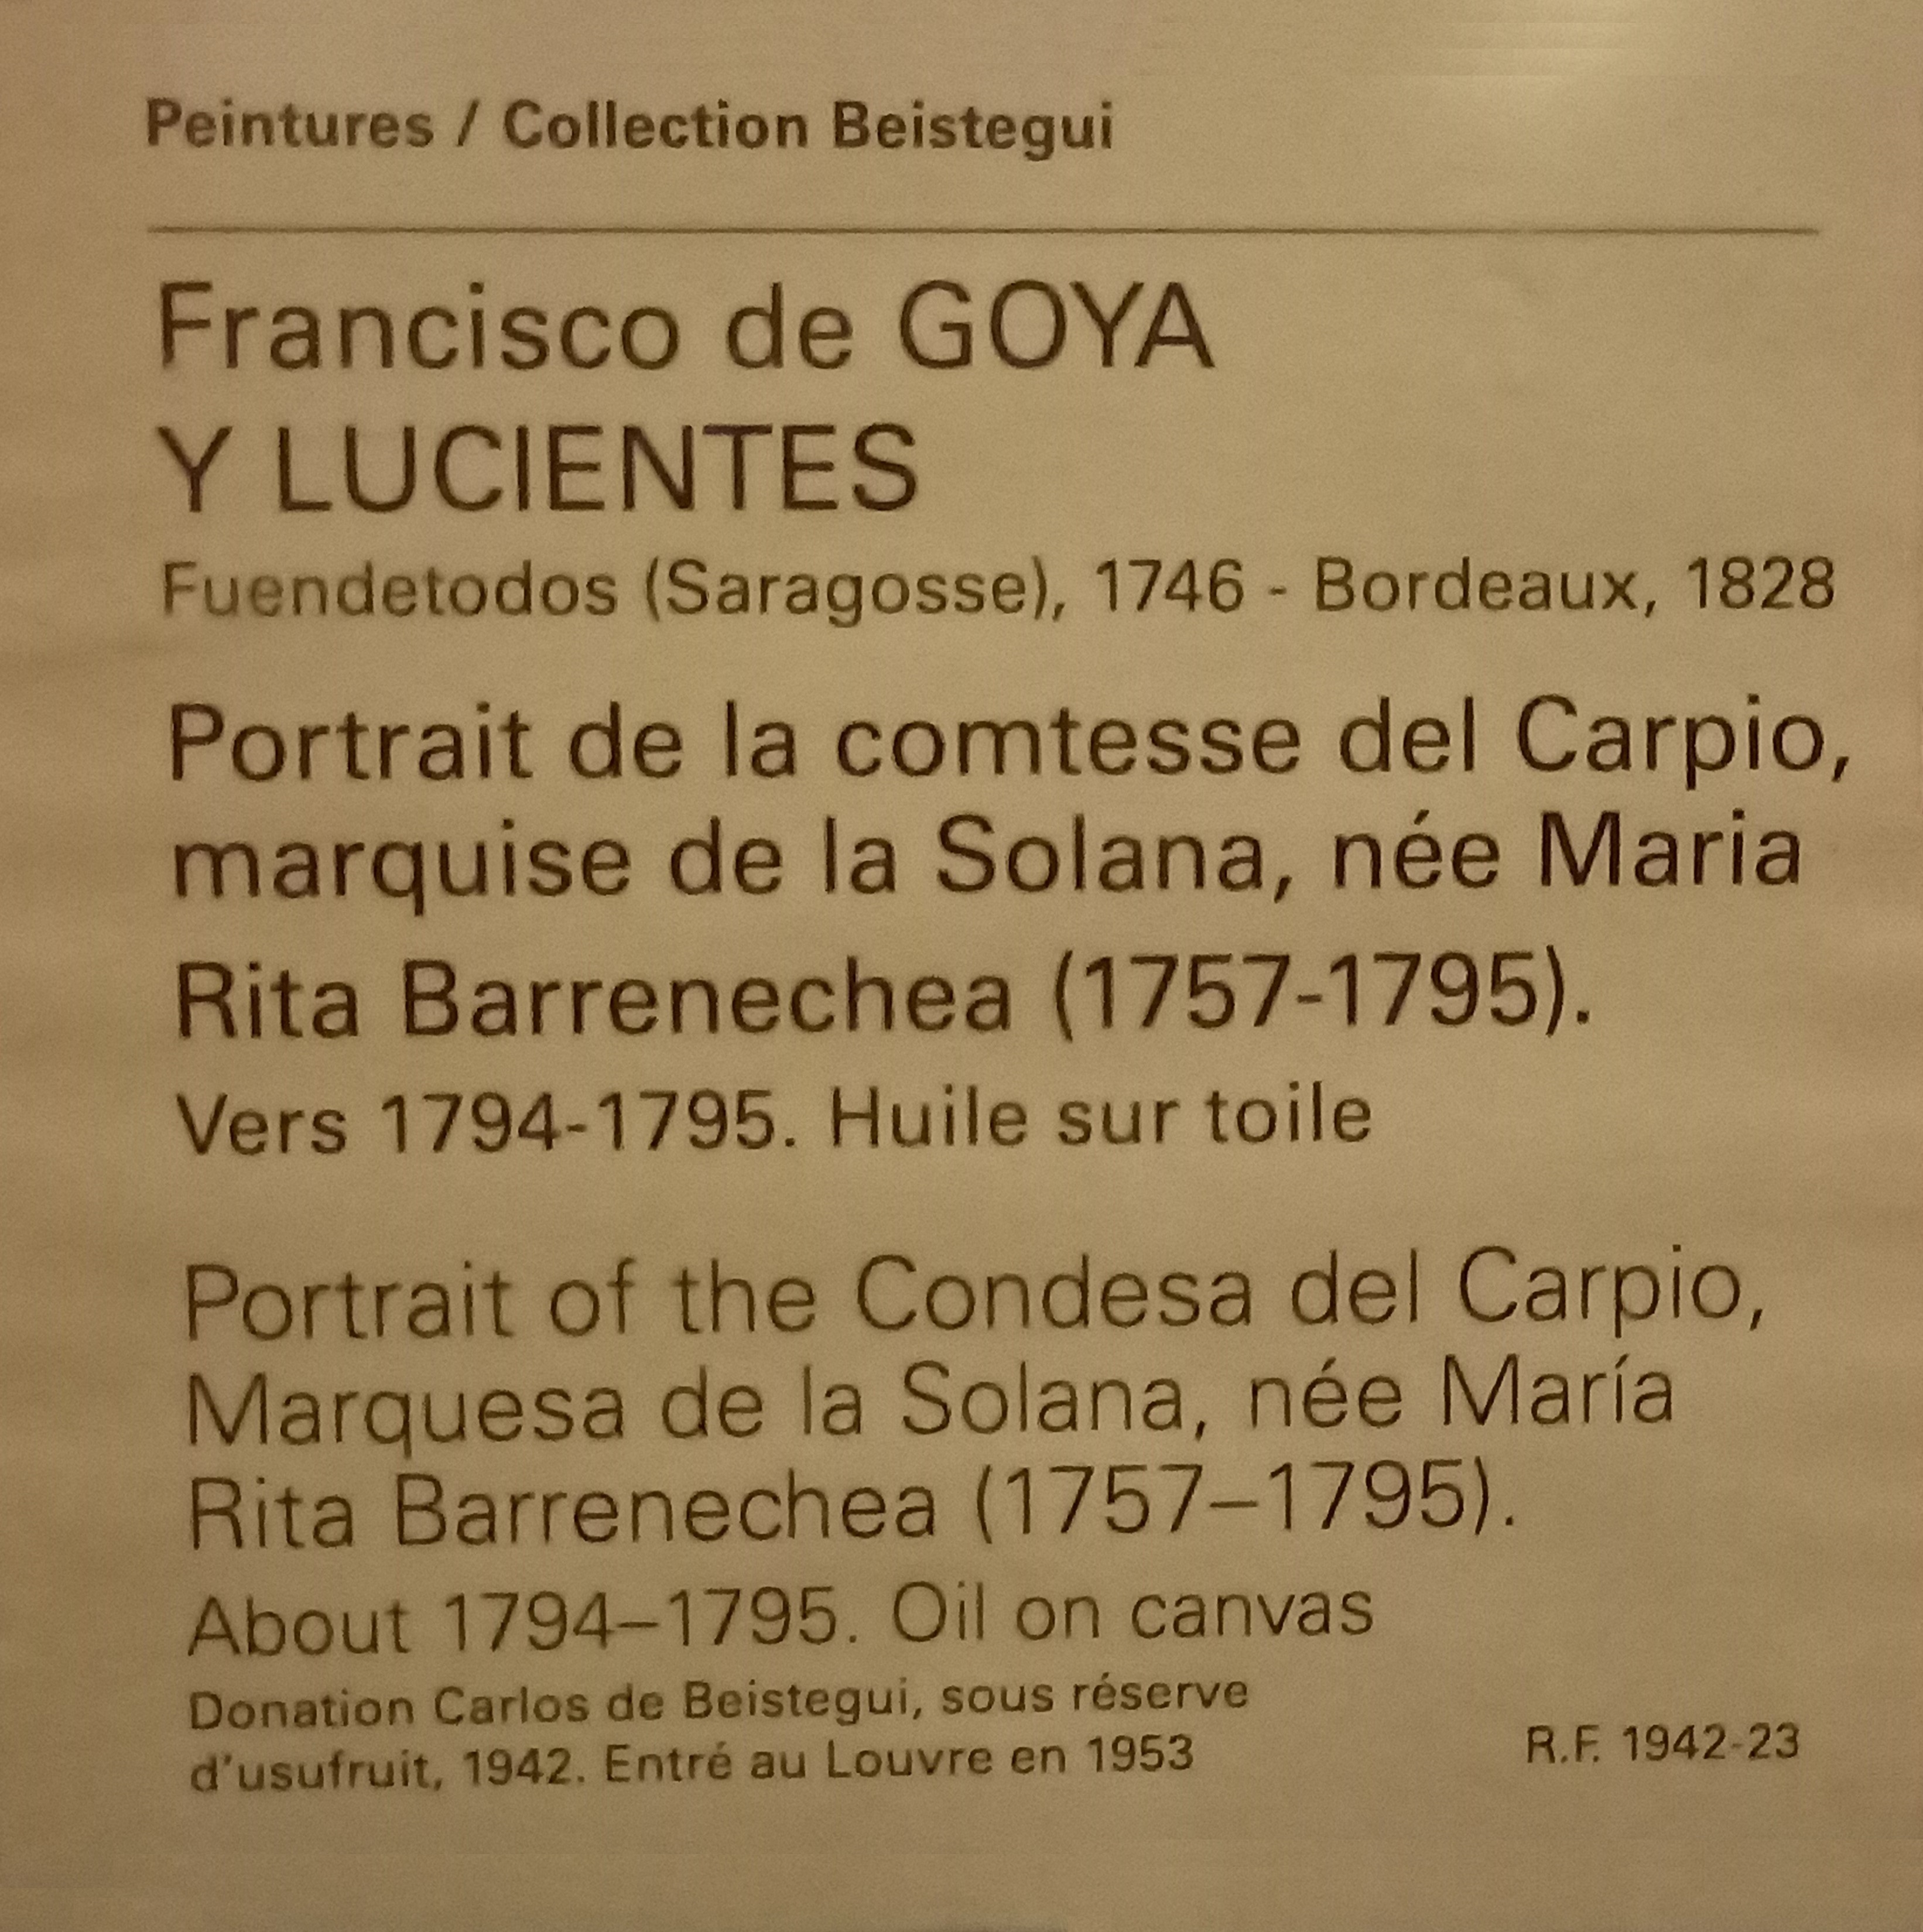 Peintures / Collection Beistegui
Francisco de GOYA
Y LUCIENTES
Fuendetodos (Saragosse), 1746 - Bordeaux, 1828
Portrait de la comtesse del Carpio,
marquise de la Solana, née Maria
Rita Barrenechea (1757-1795).
Vers 1794-1795. Huile sur toile
Portrait of the Condesa del Carpio,
Marquesa de la Solana, née María
Rita Barrenechea (1757–1795).
About 1794–1795. Oil on canvas
Donation Carlos de Beistegui, sous réserve
d'usufruit, 1942. Entré au Louvre en 1953
R.F. 1942-23